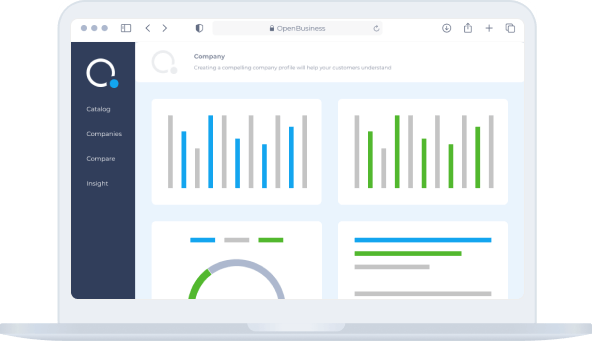 OpenBusiness
Company
Creating a compelling company profile will help your customers understand
Catalog
Companies
Compare
Insight